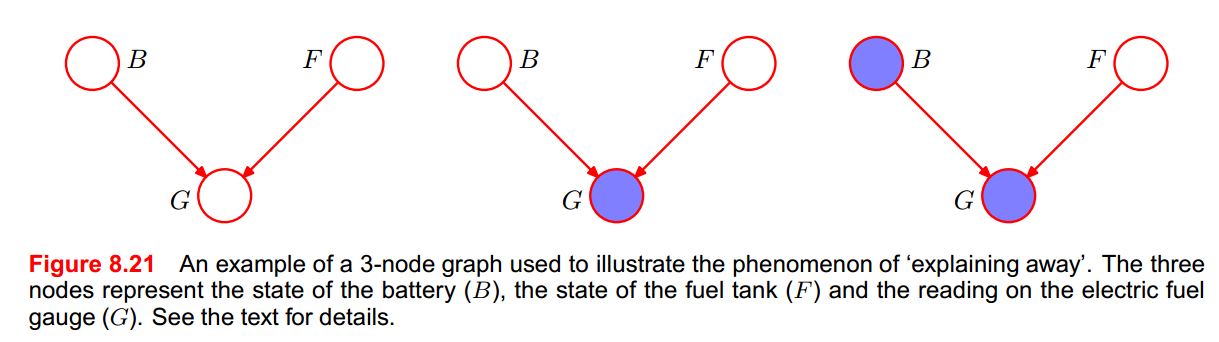 B F B F B F
G G G
Figure 8.21 An example of a 3-node graph used to illustrate the phenomenon of ‘explaining away’. The three
nodes represent the state of the battery (B), the state of the fuel tank (F) and the reading on the electric fuel
gauge (G). See the text for details.